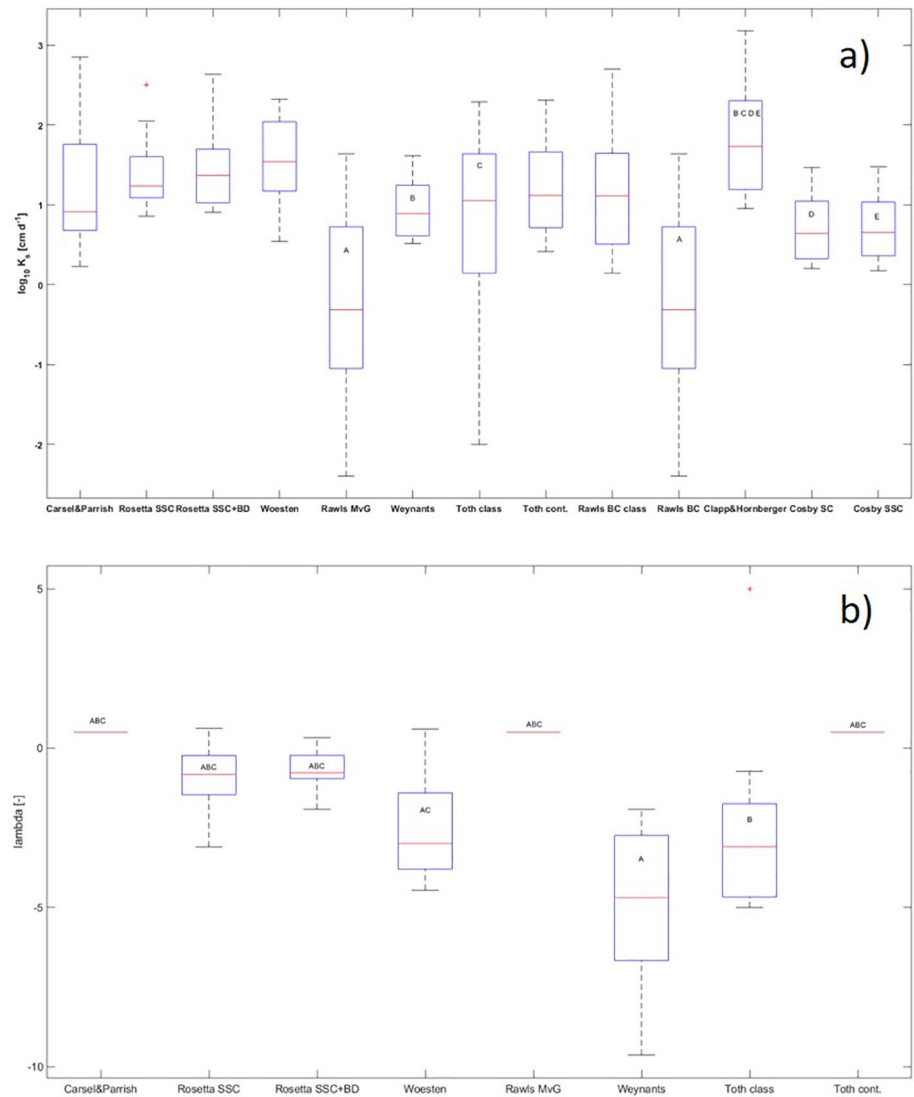 a)
3
2
1
0
-1
-2
log10 Ks [cm d-1]
A
B
C
A
B C D E
D
E
Carsel&Parrish Rosetta SSC Rosetta SSC+BD Woesten Rawls MvG Weynants Toth class Toth cont. Rawls BC class Rawls BC Clapp&Hornberger Cosby SC Cosby SSC
b)
5
0
-5
-10
lambda [-]
ABC
ABC
ABC
AC
ABC
A
B
ABC
Carsel&Parrish Rosetta SSC Rosetta SSC+BD Woesten Rawls MvG Weynants Toth class Toth cont.